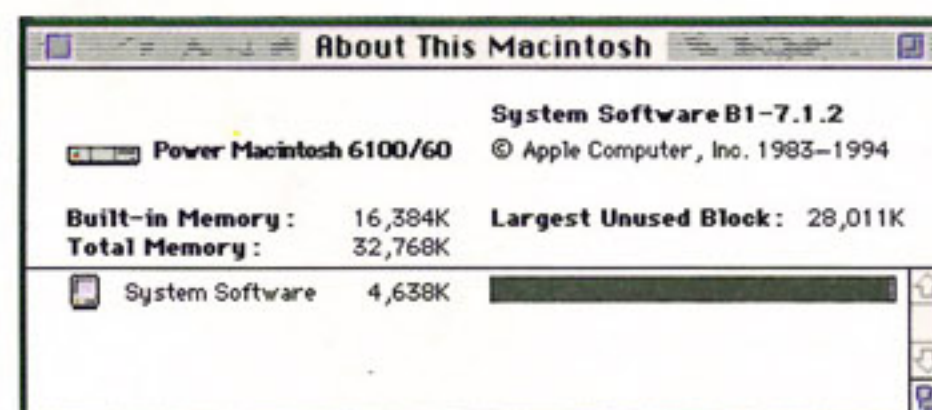 About This Macintosh
System Software B1-7.1.2
Power Macintosh 6100/60 © Apple Computer, Inc. 1983-1994
Built-in Memory: 16,384K Largest Unused Block: 28,011K
Total Memory: 32,768K
System Software 4,638K